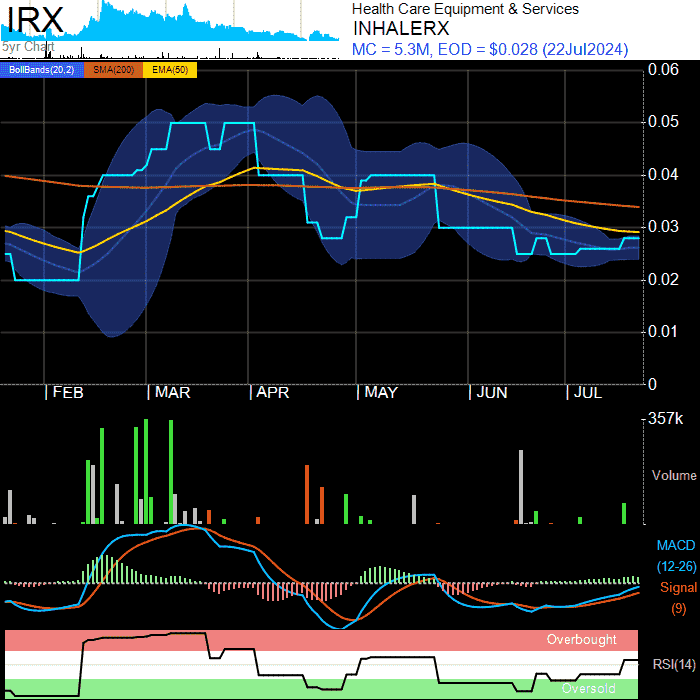 IRX
5yr Chart
Health Care Equipment & Services
INHALERX
MC = 5.3M, EOD = $0.028 (22Jul2024)
BollBands(20,2) SMA(200) EMA(50)
0.06
0.05
0.04
0.03
0.02
0.01
0
FEB MAR APR MAY JUN JUL
357k
Volume
MACD
(12-26)
Signal
(9)
Overbought
RSI(14)
Oversold